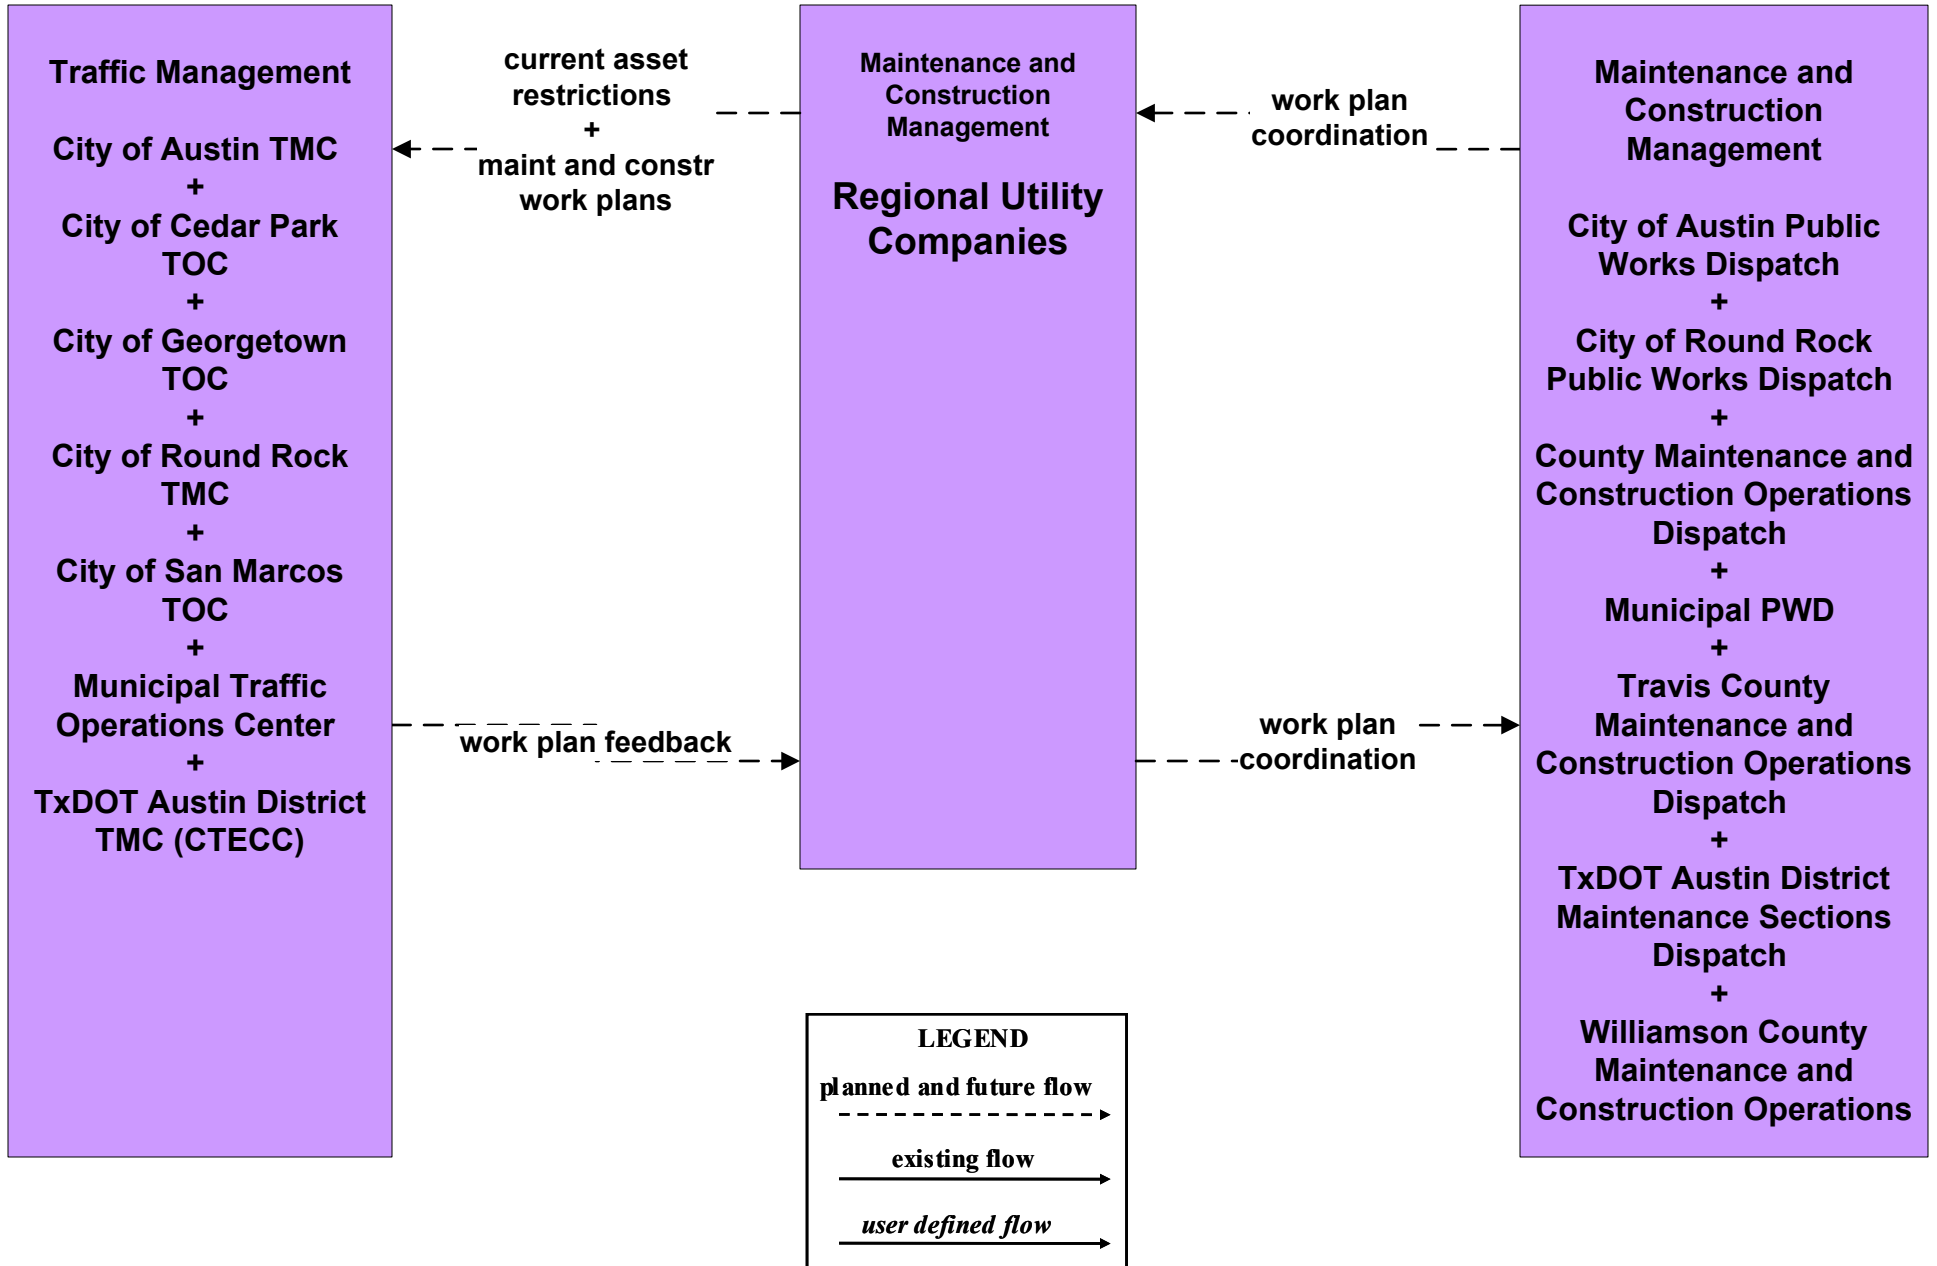 Traffic Management
City of Austin TMC
+
City of Cedar Park
TOC
+
City of Georgetown
TOC
+
City of Round Rock
TMC
+
City of San Marcos
TOC
+
Municipal Traffic
Operations Center
+
TxDOT Austin District
TMC (CTECC)
current asset
restrictions
+
maint and constr
work plans
work plan feedback
Maintenance and
Construction
Management
Regional Utility
Companies
work plan
coordination
work plan
coordination
Maintenance and
Construction
Management
City of Austin Public
Works Dispatch
+
City of Round Rock
Public Works Dispatch
+
County Maintenance and
Construction Operations
Dispatch
+
Municipal PWD
+
Travis County
Maintenance and
Construction Operations
Dispatch
+
TxDOT Austin District
Maintenance Sections
Dispatch
+
Williamson County
Maintenance and
Construction Operations
LEGEND
planned and future flow
existing flow
user defined flow